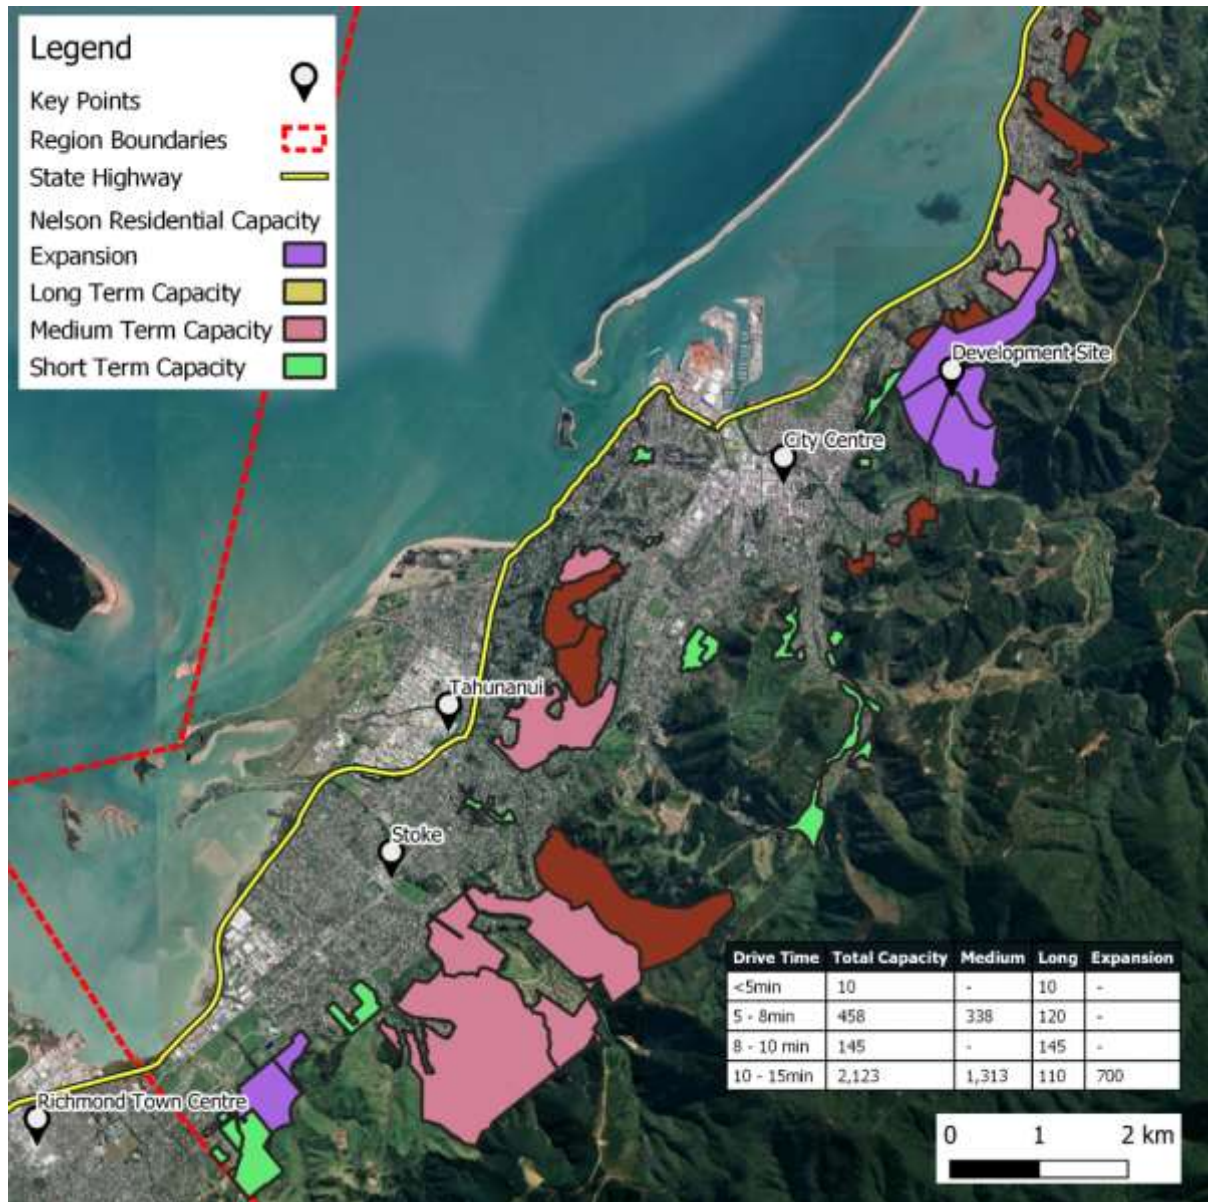 Legend
Key Points
Region Boundaries
State Highway
Nelson Residential Capacity
Expansion
Long Term Capacity
Medium Term Capacity
Short Term Capacity
Development Site
City Centre
Tahunanui
Stoke
Richmond Town Centre
Drive Time Total Capacity Medium Long Expansion
<5min 10 - 10 -
5 - 8min 458 338 120 -
8 - 10 min 145 - 145 -
10 - 15min 2,123 1,313 110 700
0 1 2 km